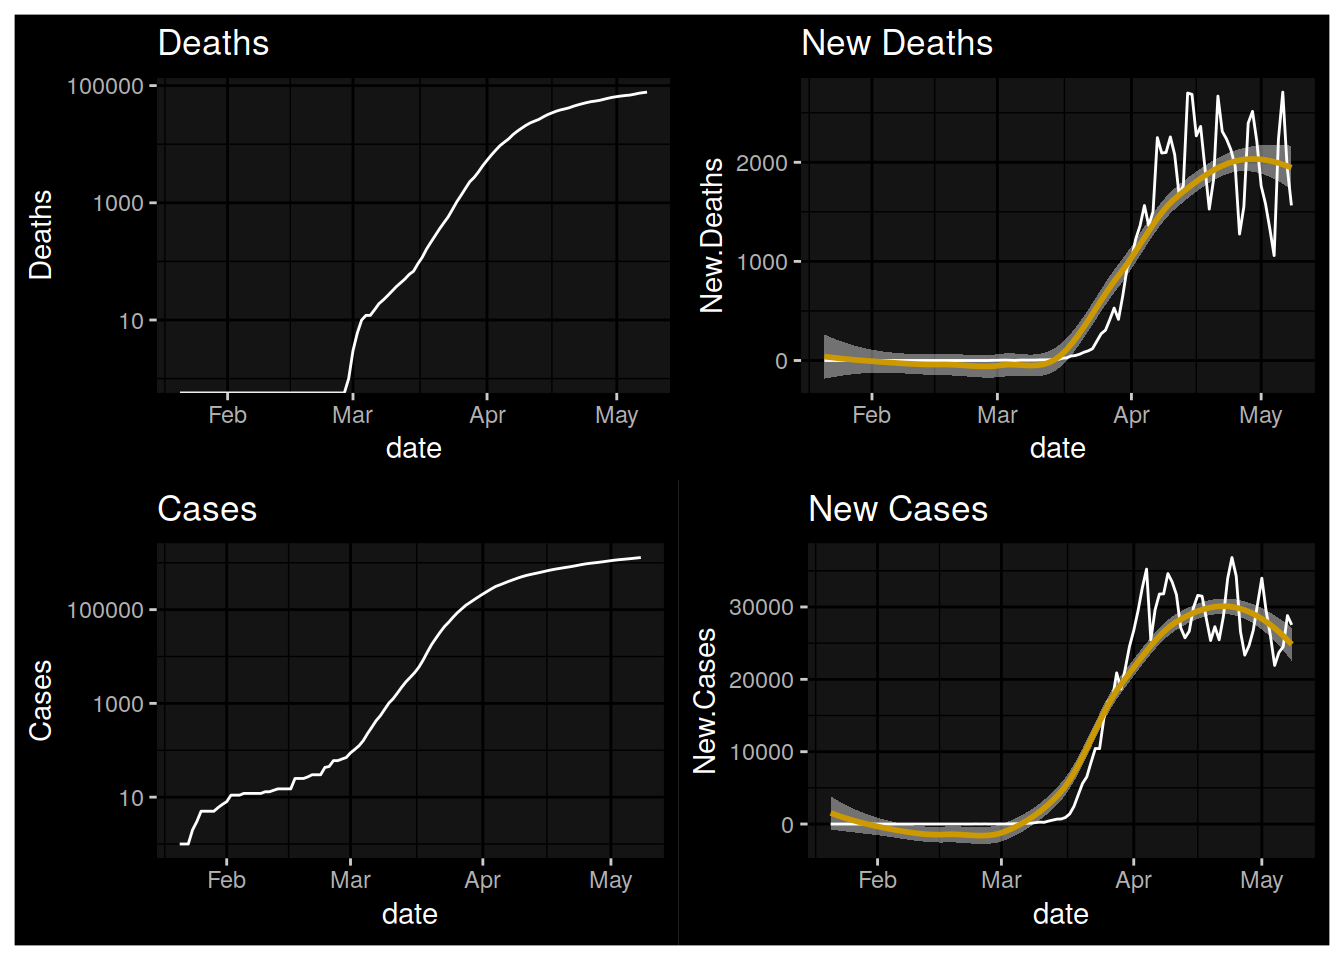 Deaths
100000
1000
10
Deaths
Feb Mar Apr May
date
New Deaths
2000
1000
0
New.Deaths
Feb Mar Apr May
date
Cases
100000
1000
10
Cases
Feb Mar Apr May
date
New Cases
30000
20000
10000
0
New.Cases
Feb Mar Apr May
date